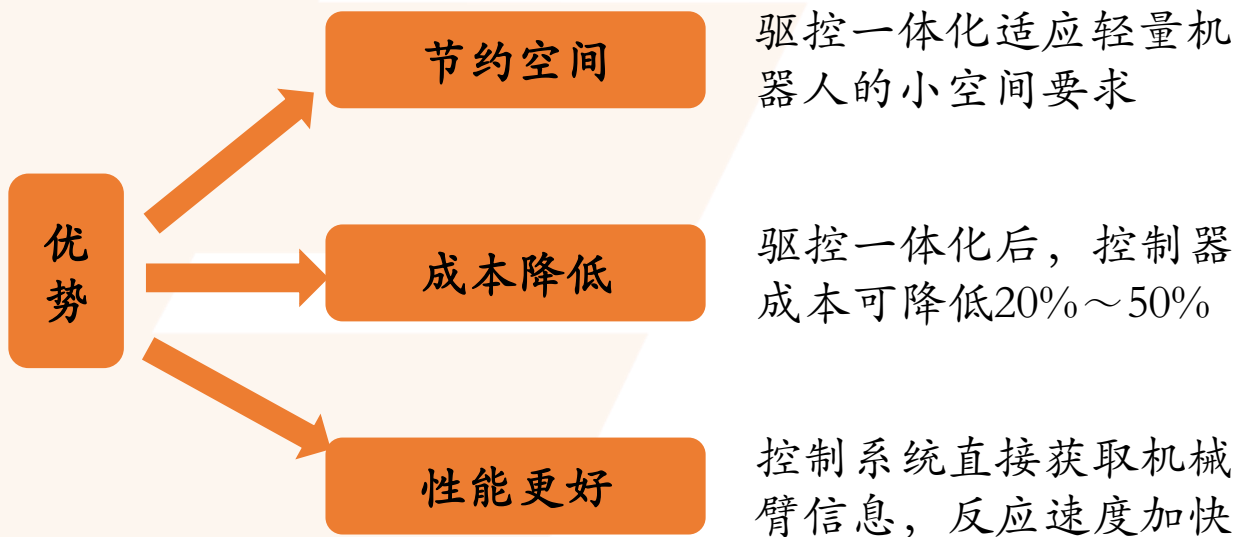 优
势
节约空间
驱控一体化适应轻量机
器人的小空间要求
成本降低
驱控一体化后，控制器
成本可降低20%～50%
性能更好
控制系统直接获取机械
臂信息，反应速度加快